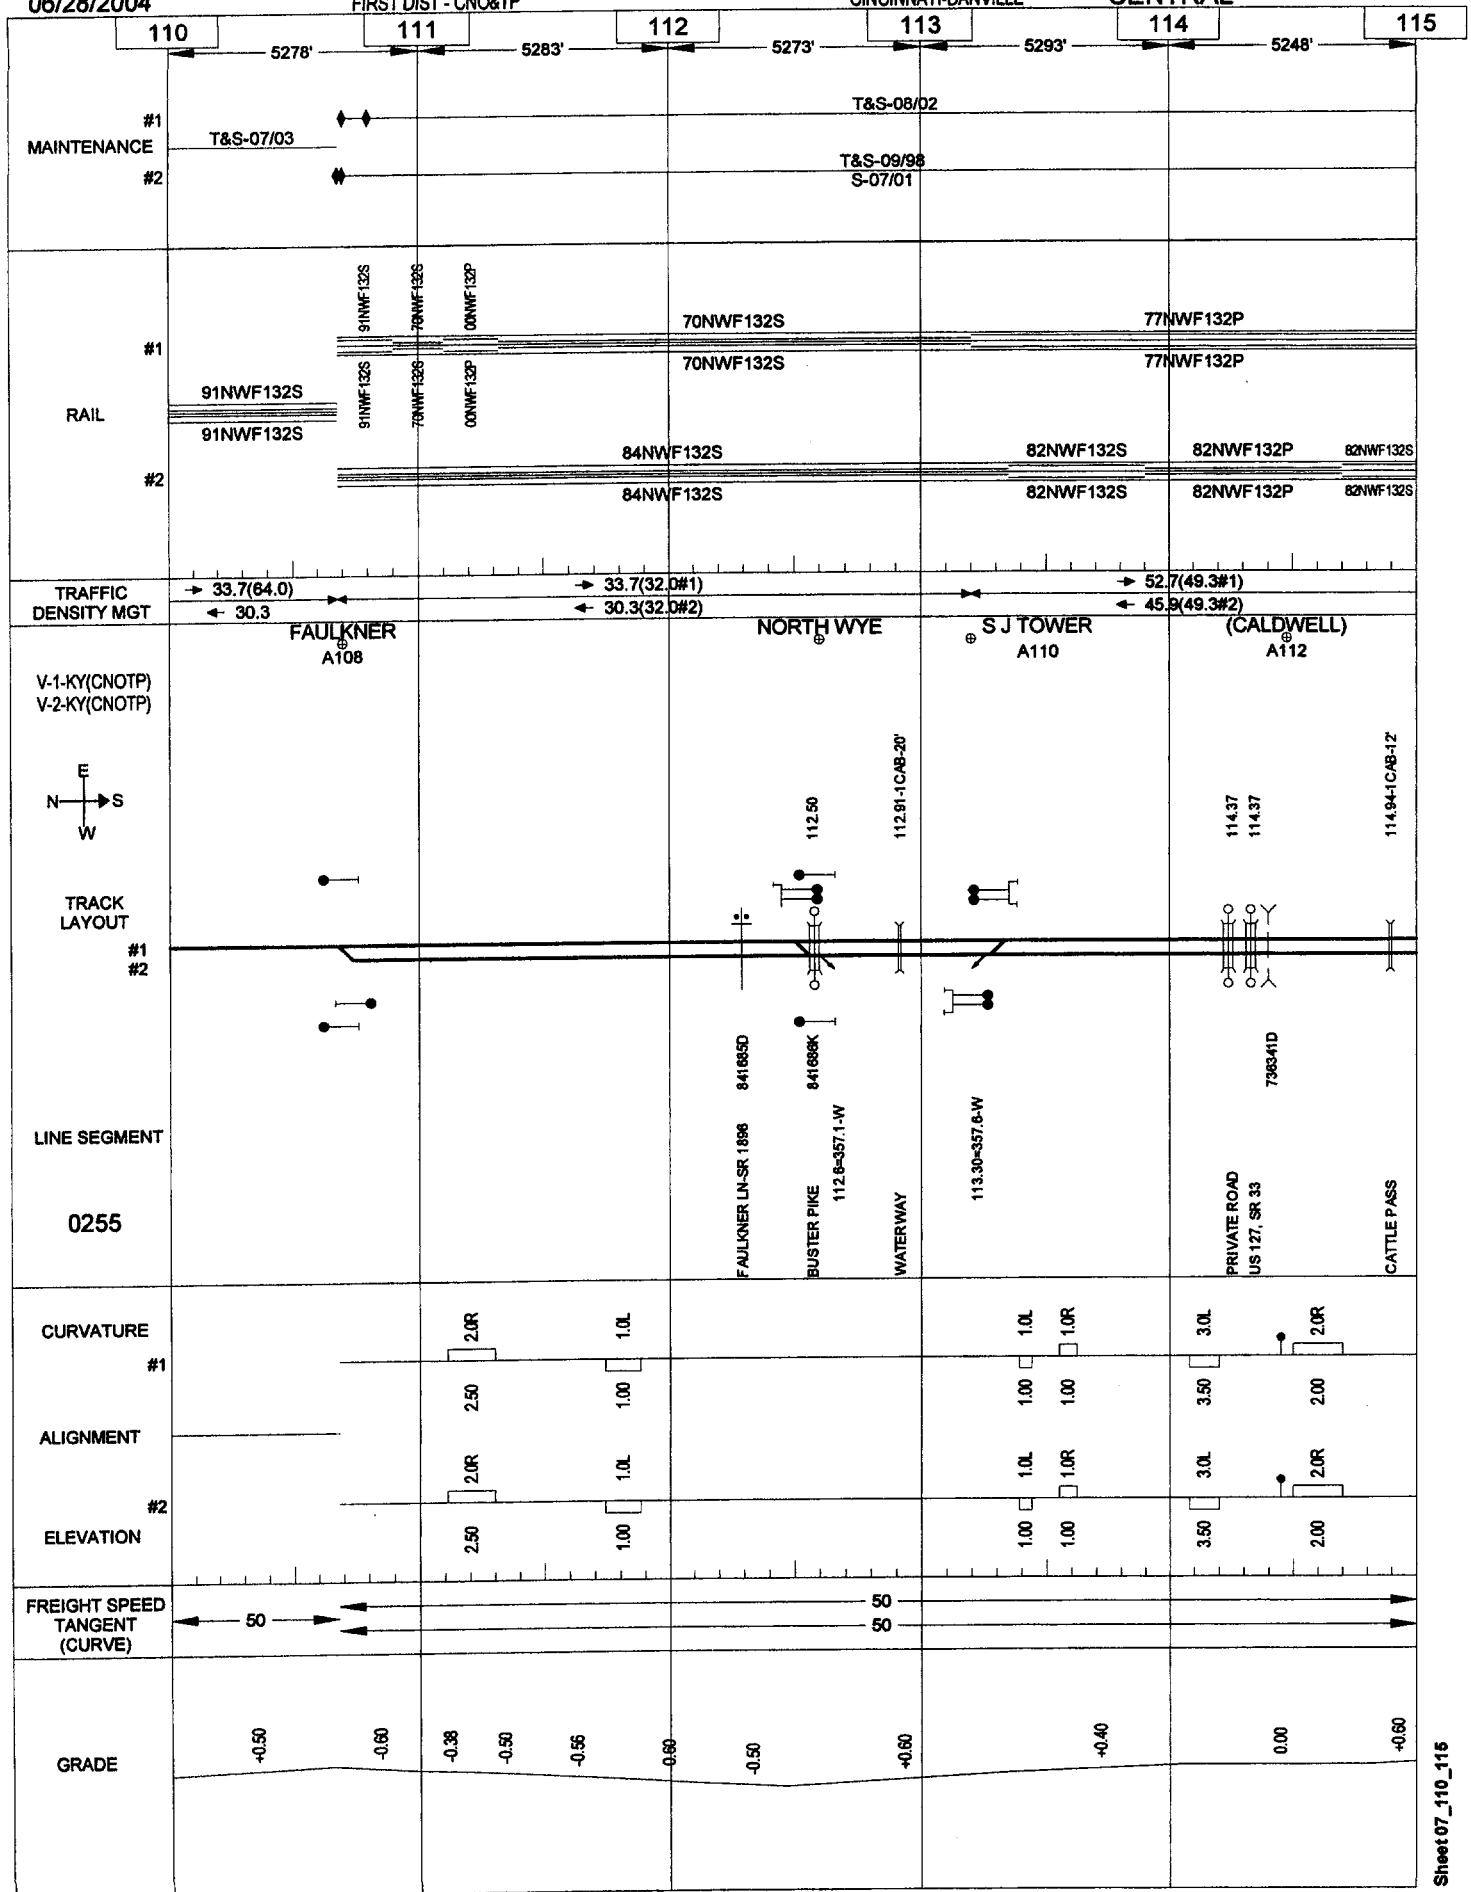 06/28/2004 FIRST DIST - CNO&TP CINCINNATI-DANVILLE CENTRAL
110 111 112 113 114 115
5278' 5283' 5273' 5293' 5248'
#1 T&S-08/02
MAINTENANCE T&S-07/03
#2 T&S-09/98
S-07/01
91NWF132S 70NWF132S 00NWF132P
70NWF132S 77NWF132P
#1
70NWF132S 77NWF132P
91NWF132S 70NWF132S 00NWF132P
91NWF132S
RAIL
91NWF132S
84NWF132S 82NWF132S 82NWF132P 82NWF132S
#2
84NWF132S 82NWF132S 82NWF132P 82NWF132S
TRAFFIC DENSITY MGT
33.7(64.0) 33.7(32.0#1) 52.7(49.3#1)
30.3 30.3(32.0#2) 45.9(49.3#2)
FAULKNER NORTH WYE S J TOWER (CALDWELL)
A108 A110 A112
V-1-KY(CNOTP)
V-2-KY(CNOTP)
E
N S
W
112.50 112.91-1CAB-20' 114.37 114.37 114.94-1CAB-12'
TRACK
LAYOUT
#1
#2
841685D 841686K 736341D
LINE SEGMENT
0255
FAULKNER LN-SR 1896
BUSTER PIKE
112.6=357.1-W
WATERWAY
113.30=357.6-W
PRIVATE ROAD
US 127, SR 33
CATTLE PASS
CURVATURE 2.0R 1.0L 1.0L 1.0R 3.0L 2.0R
#1
2.50 1.00 1.00 1.00 3.50 2.00
ALIGNMENT
2.0R 1.0L 1.0L 1.0R 3.0L 2.0R
#2
ELEVATION 2.50 1.00 1.00 1.00 3.50 2.00
FREIGHT SPEED
TANGENT
(CURVE)
50
50
50
GRADE +0.50 -0.60 -0.38 -0.50 -0.56 -0.60 -0.50 +0.60 +0.40 0.00 +0.60
Sheet 07_110_115